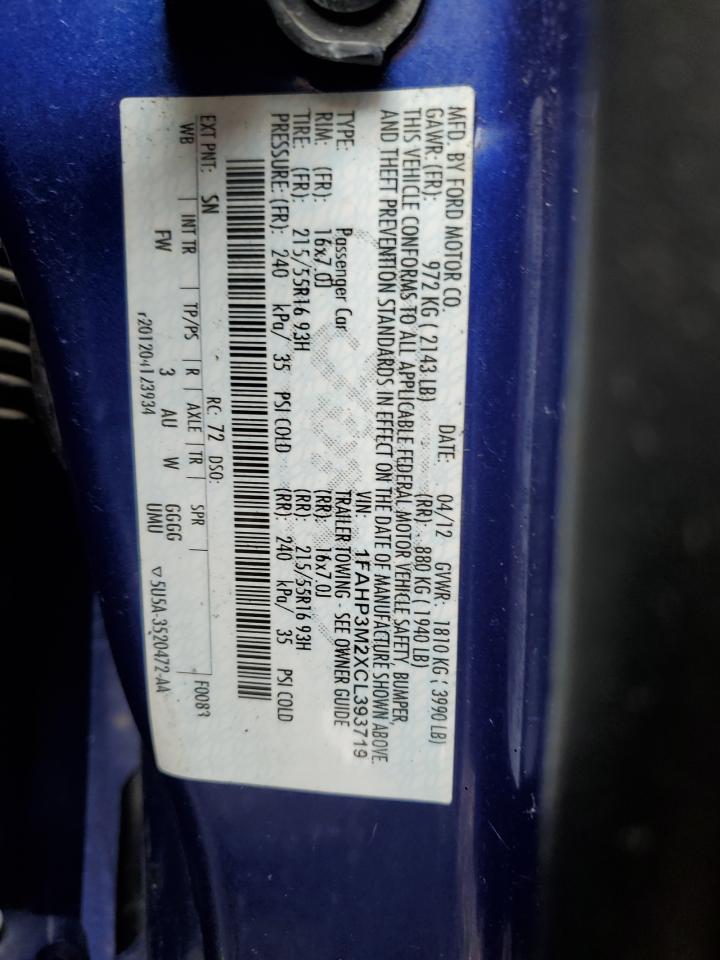 MFD. BY FORD MOTOR CO.
DATE: 04/12 GVWR: 1810 KG ( 3990 LB)
GAWR: (FR): 972 KG ( 2143 LB) (RR): 880 KG ( 1940 LB)
THIS VEHICLE CONFORMS TO ALL APPLICABLE FEDERAL MOTOR VEHICLE SAFETY, BUMPER,
AND THEFT PREVENTION STANDARDS IN EFFECT ON THE DATE OF MANUFACTURE SHOWN ABOVE.
VIN: 1FAHP3M2XCL393719
TYPE: Passenger Car TRAILER TOWING - SEE OWNER GUIDE
RIM: (FR): 16x7.0J (RR): 16x7.0J
TIRE: (FR): 215/55R16 93H (RR): 215/55R16 93H
PRESSURE: (FR): 240 kPa/ 35 PSI COLD (RR): 240 kPa/ 35 PSI COLD
F0083
EXT PNT: SN RC: 72 DSO:
WB INT TR TP/PS R AXLE TR SPR
FW 3 AU W GGGG
UMU
r201204123934 ▽5U5A-3520472-AA